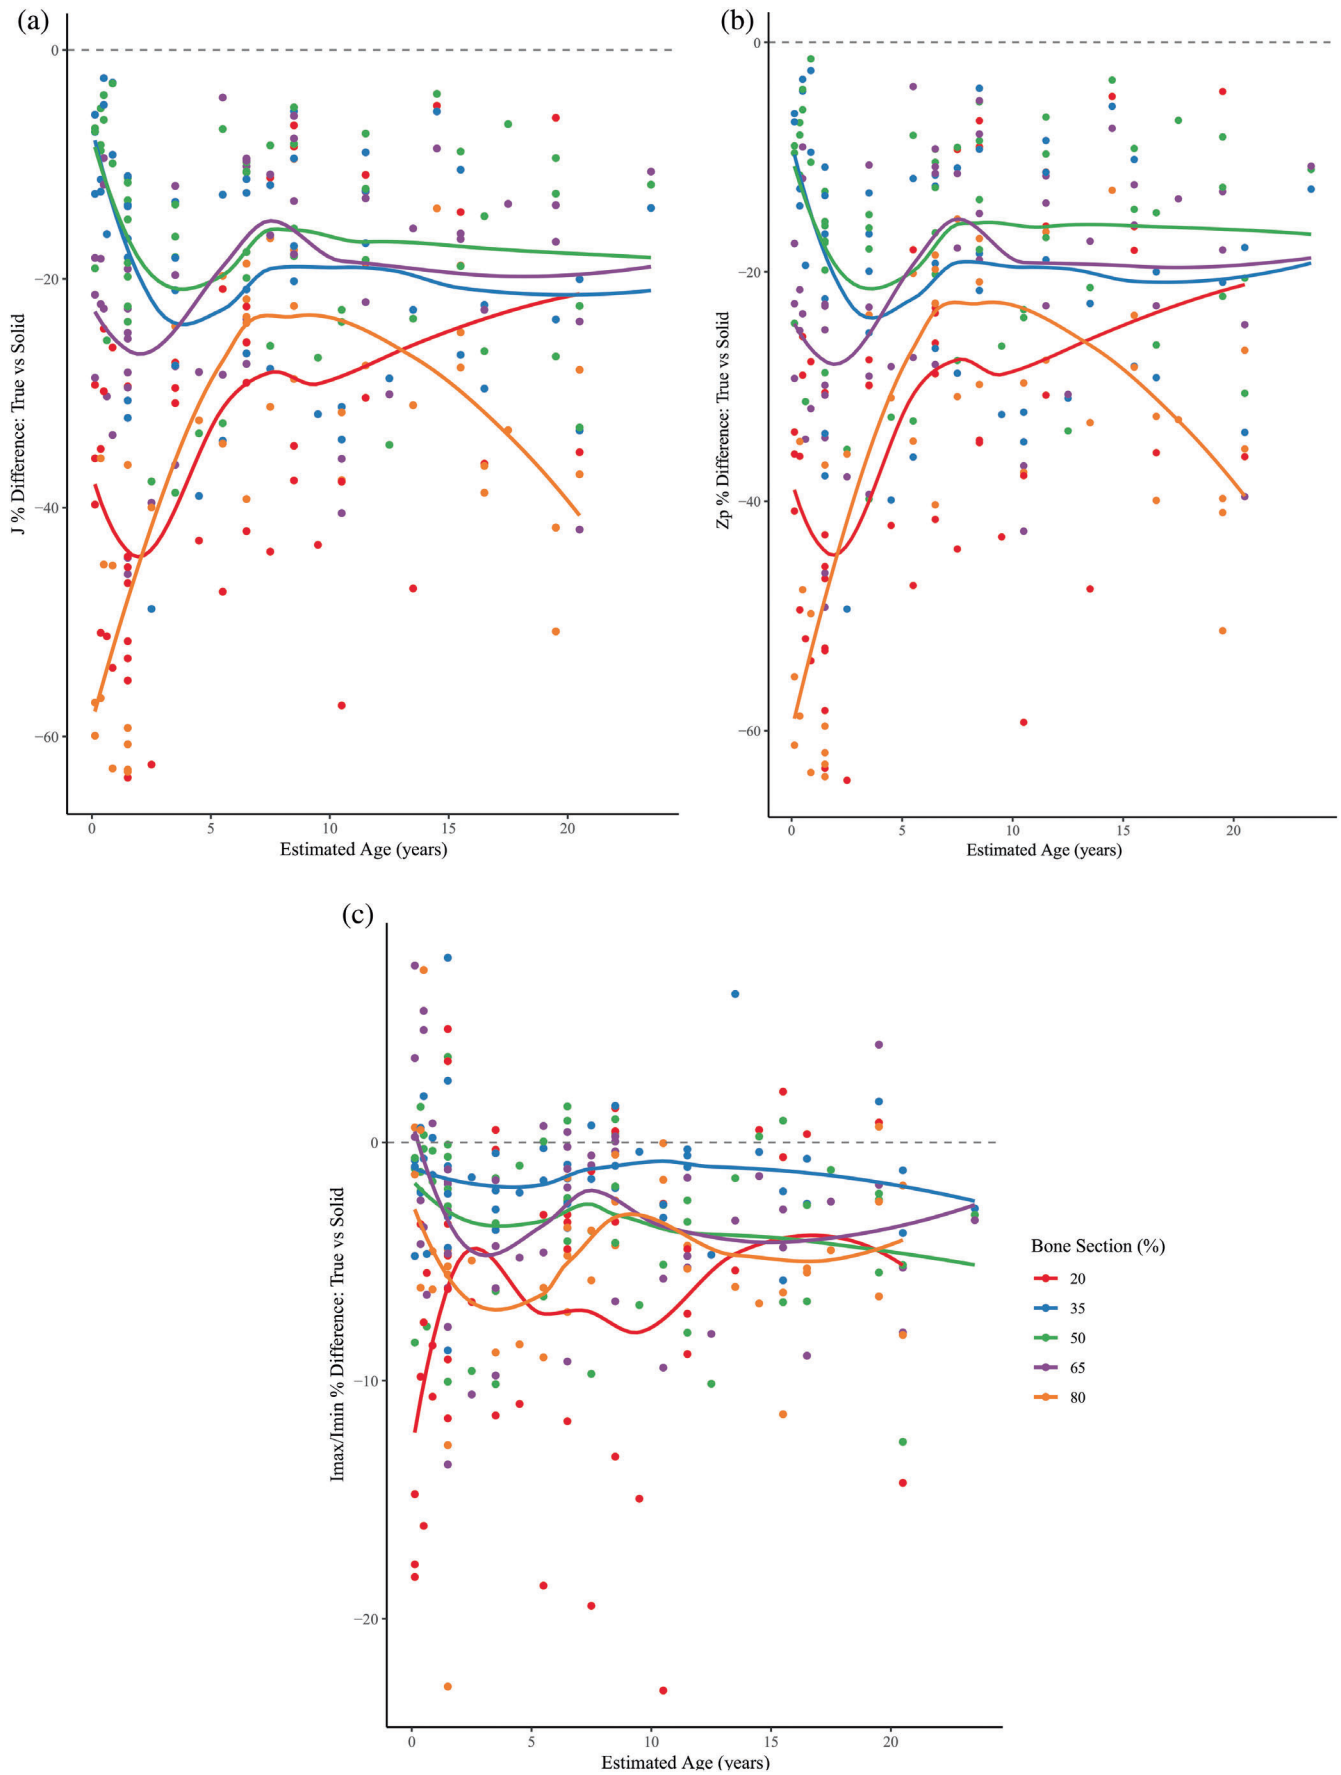 (a)
J % Difference: True vs Solid
0
−20
−40
−60
0 5 10 15 20
Estimated Age (years)
(b)
Zp % Difference: True vs Solid
0
−20
−40
−60
0 5 10 15 20
Estimated Age (years)
(c)
Imax/Imin % Difference: True vs Solid
0
−10
−20
0 5 10 15 20
Estimated Age (years)
Bone Section (%)
20
35
50
65
80